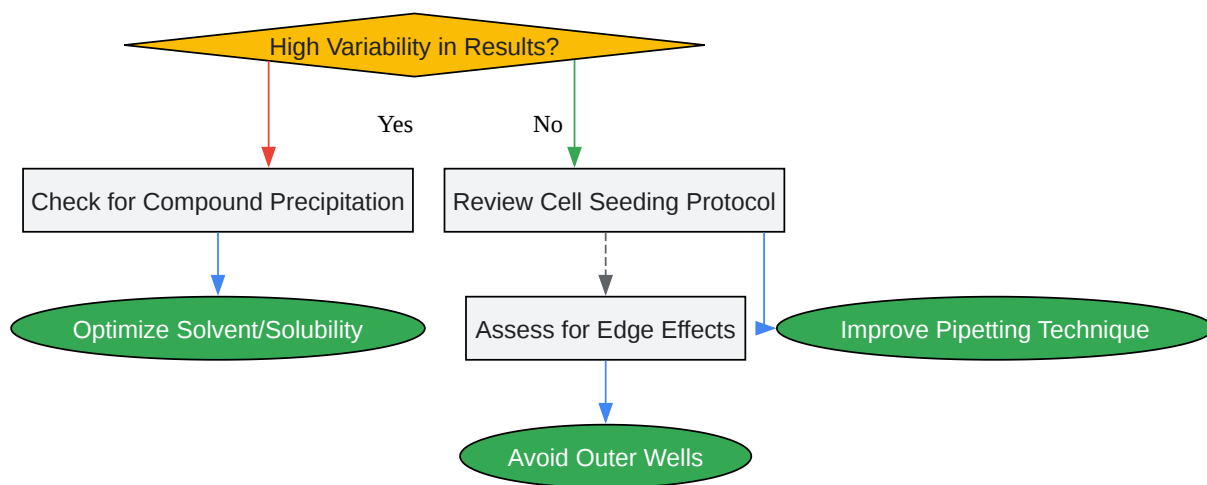 High Variability in Results?
Yes
No
Check for Compound Precipitation
Review Cell Seeding Protocol
Optimize Solvent/Solubility
Assess for Edge Effects
Improve Pipetting Technique
Avoid Outer Wells